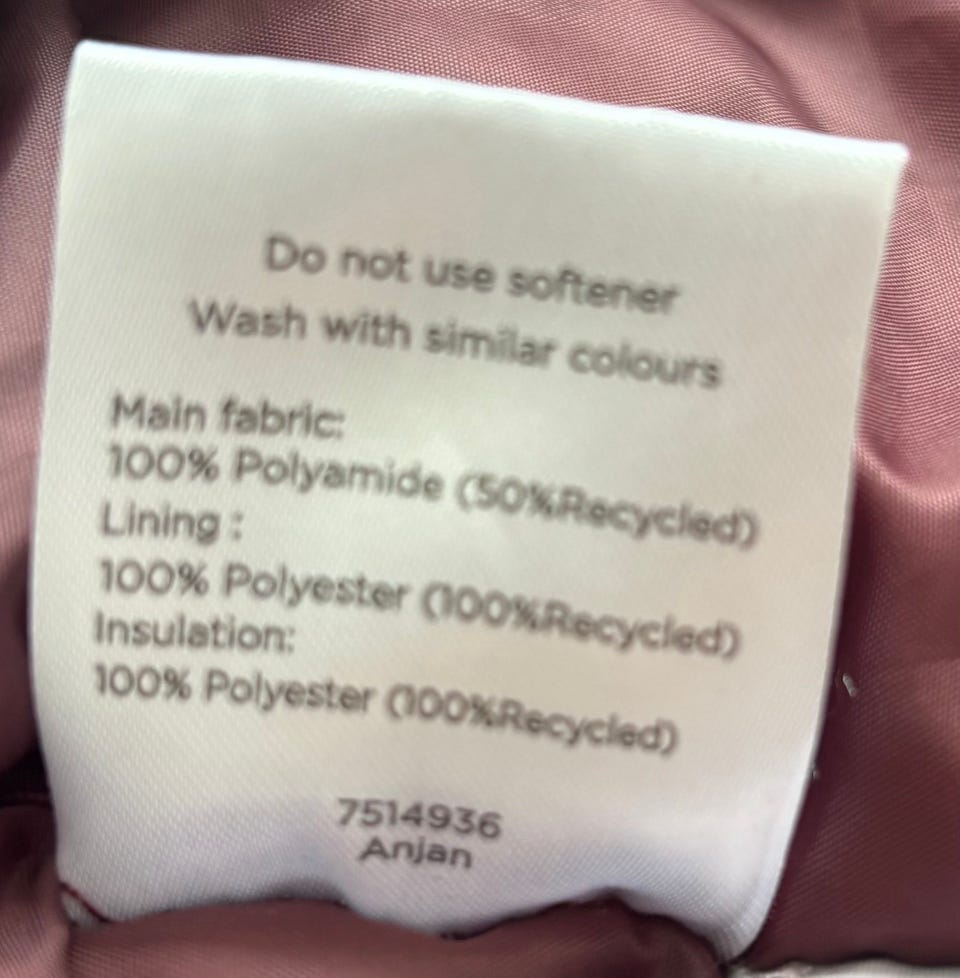 Do not use softener
Wash with similar colours
Main fabric:
100% Polyamide (50%Recycled)
Lining :
100% Polyester (100%Recycled)
Insulation:
100% Polyester (100%Recycled)
7514936
Anjan